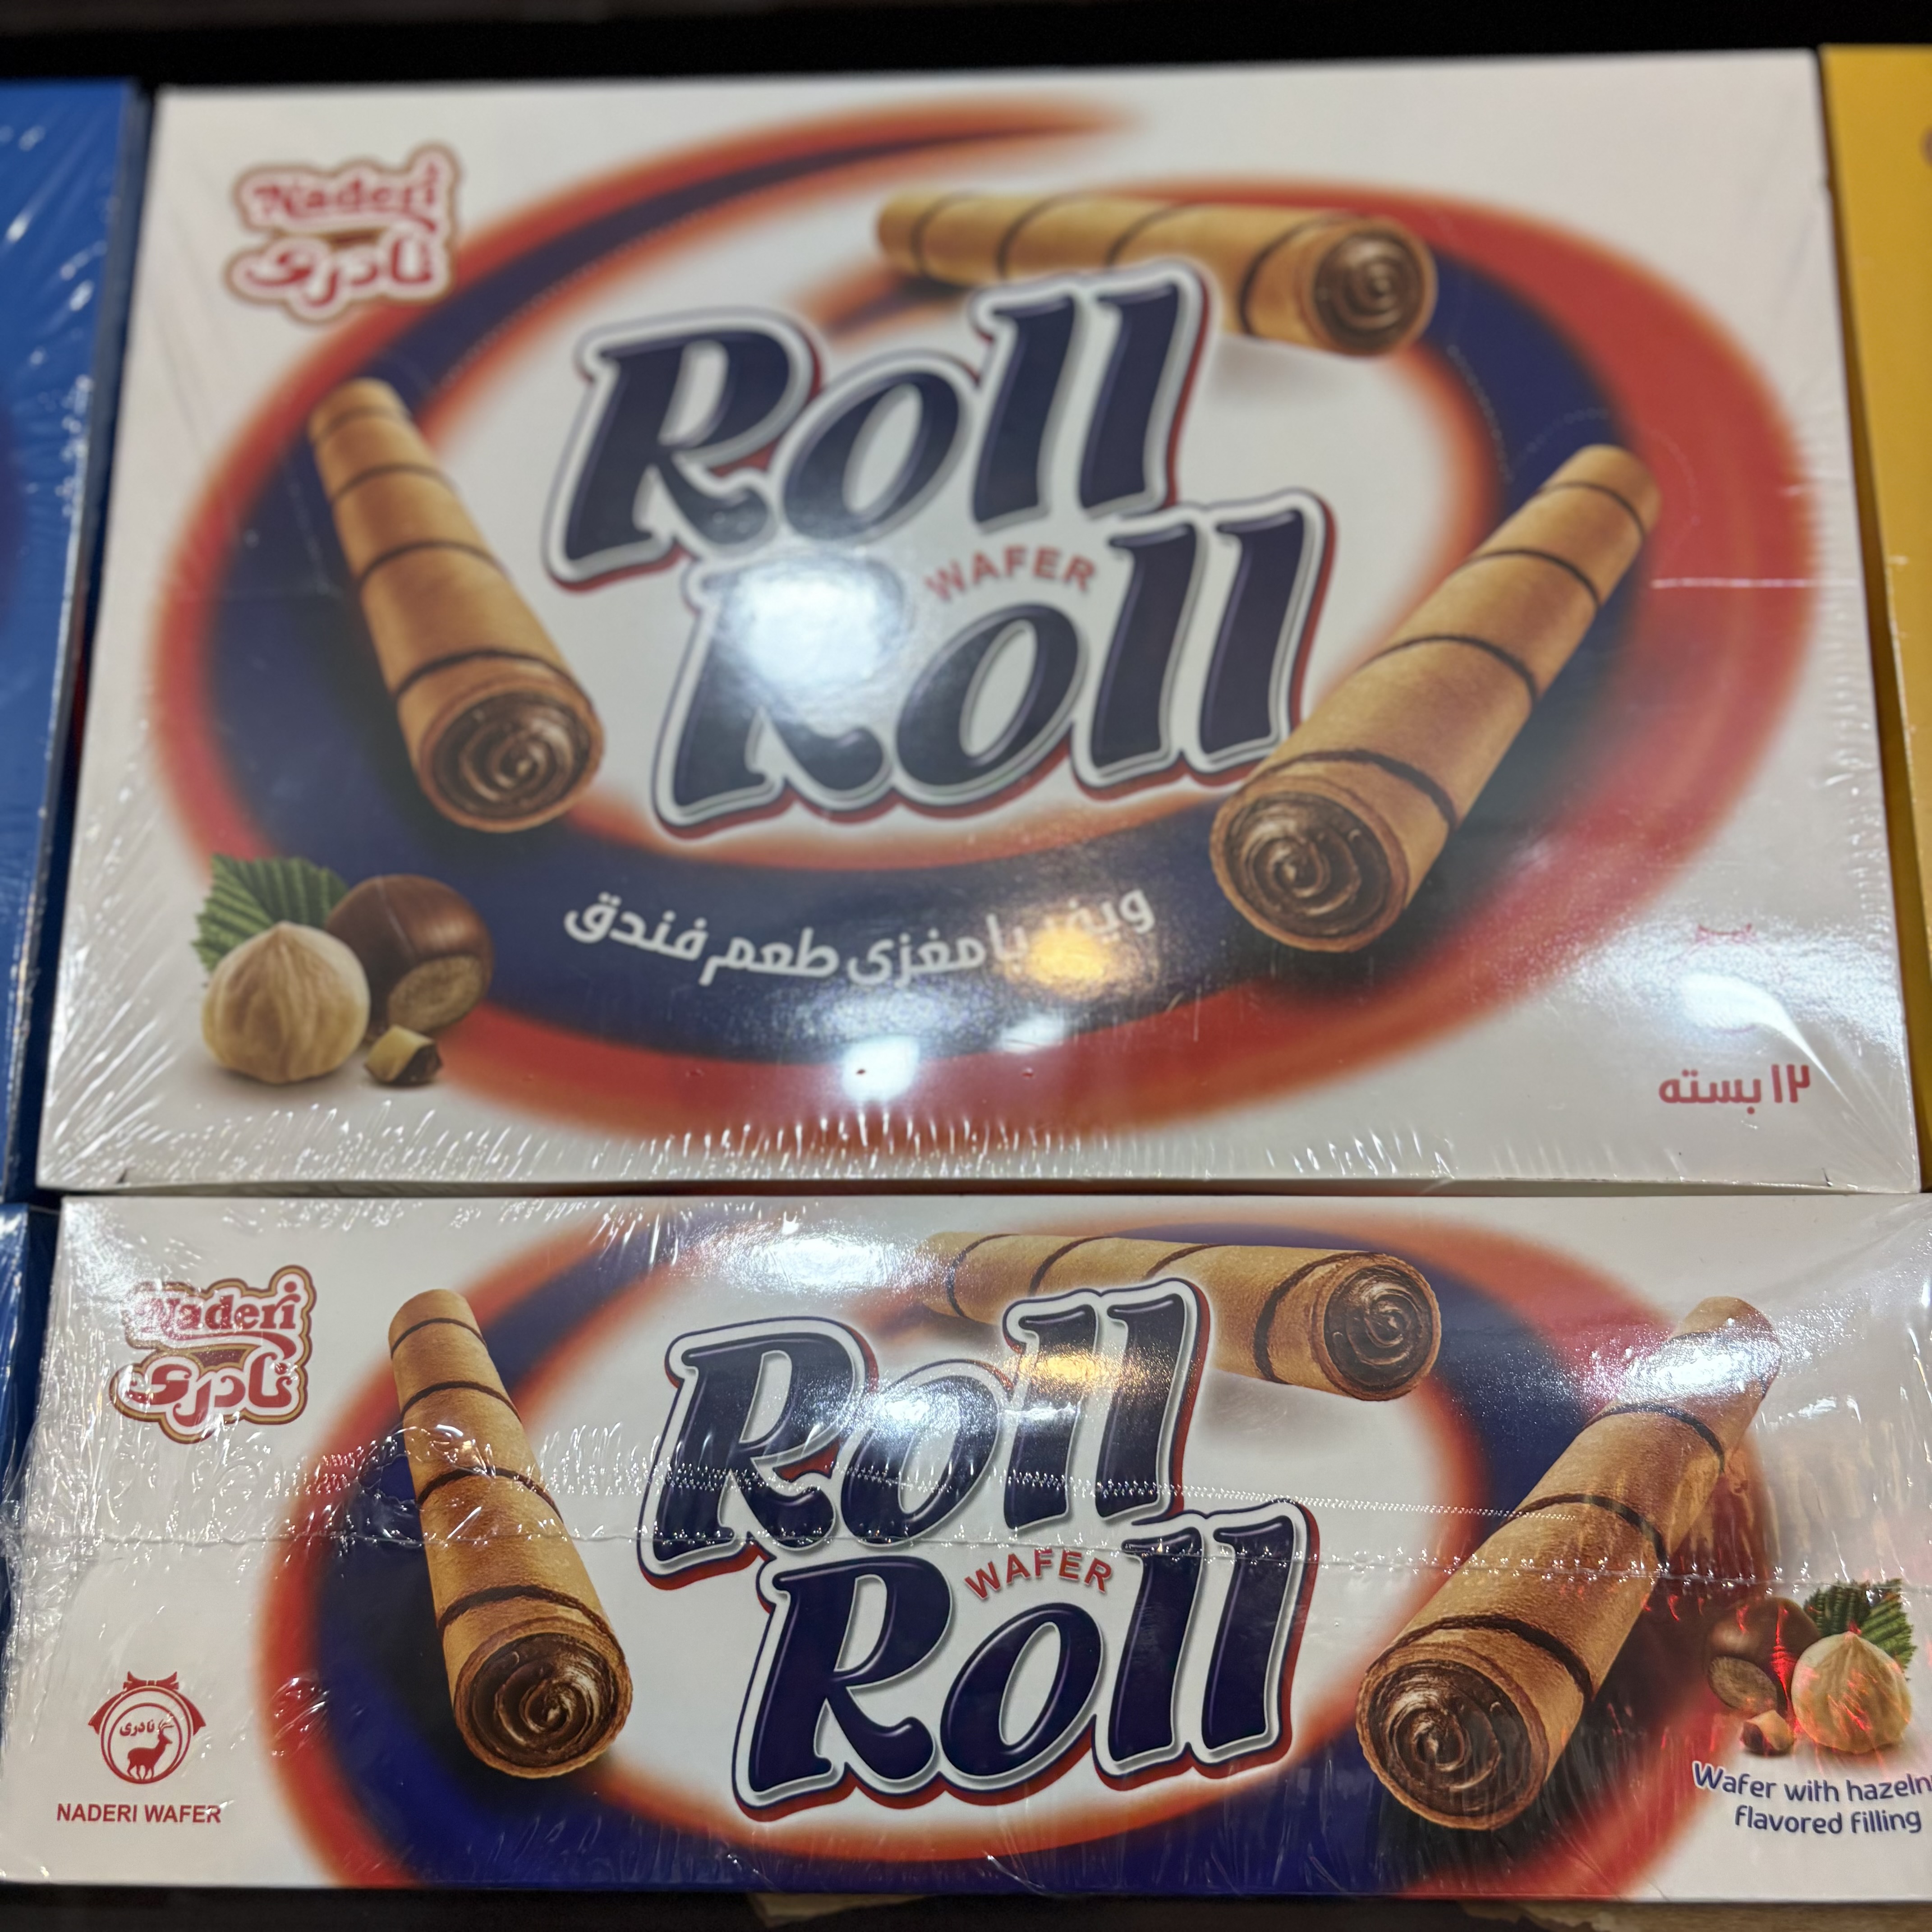 Naderi
نادری
Roll
WAFER
Roll
ویفر با مغزی طعم فندق
۱۲ بسته
Naderi
نادری
Roll
WAFER
Roll
نادری
NADERI WAFER
Wafer with hazeln
flavored filling